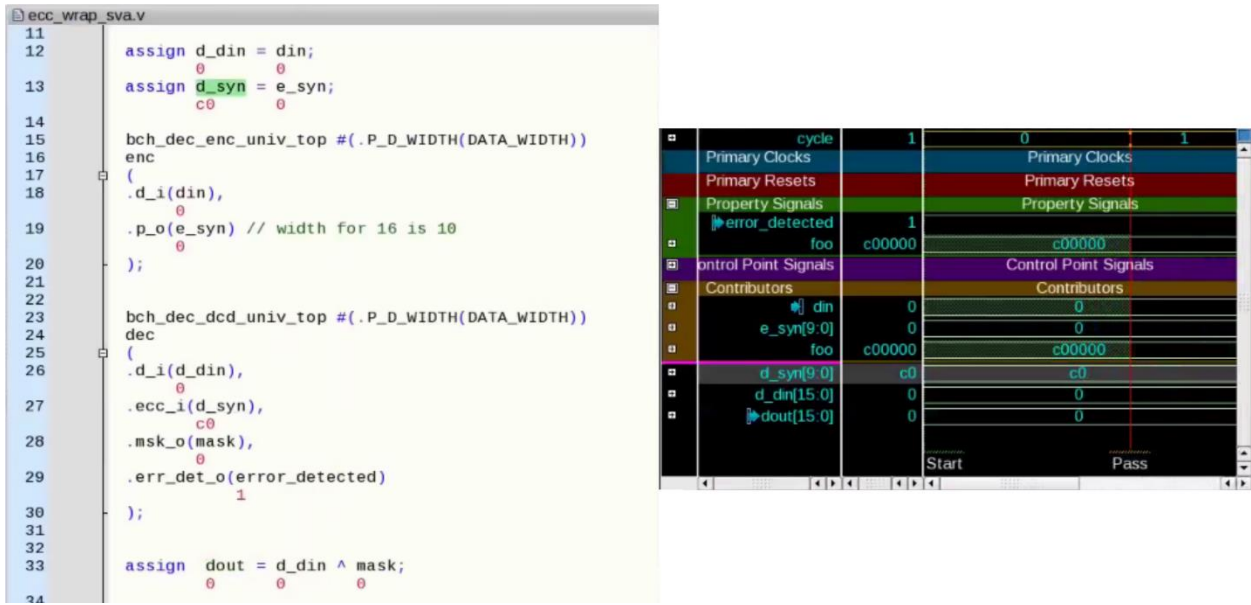 ecc_wrap_sva.v
11
12 assign d_din = din;
0 0
13 assign d_syn = e_syn;
c0 0
14
15 bch_dec_enc_univ_top #(.P_D_WIDTH(DATA_WIDTH))
16 enc
17 (
18 .d_i(din),
0
19 .p_o(e_syn) // width for 16 is 10
0
20 );
21
22
23 bch_dec_dcd_univ_top #(.P_D_WIDTH(DATA_WIDTH))
24 dec
25 (
26 .d_i(d_din),
0
27 .ecc_i(d_syn),
c0
28 .msk_o(mask),
0
29 .err_det_o(error_detected)
1
30 );
31
32
33 assign dout = d_din ^ mask;
0 0 0
34
cycle 1 0 1
Primary Clocks Primary Clocks
Primary Resets Primary Resets
Property Signals Property Signals
error_detected 1
foo c00000 c00000
ontrol Point Signals Control Point Signals
Contributors Contributors
din 0 0
e_syn[9:0] 0 0
foo c00000 c00000
d_syn[9:0] c0 c0
d_din[15:0] 0 0
dout[15:0] 0 0
Start Pass